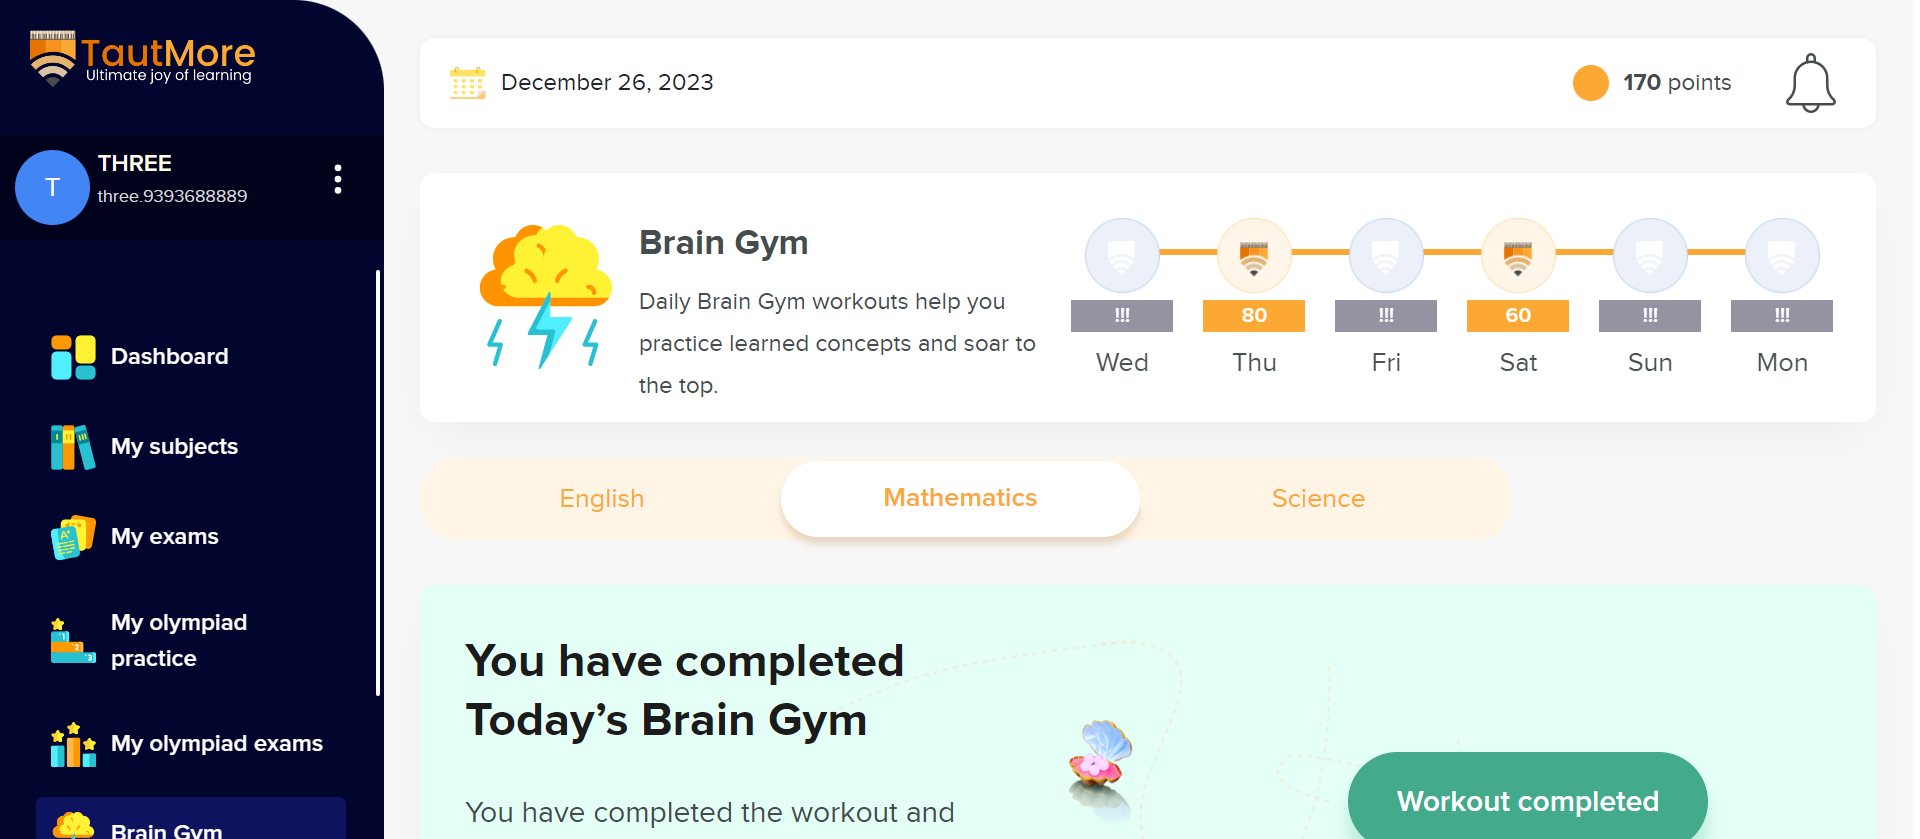 TautMore
Ultimate joy of learning
T
THREE
three.9393688889
Dashboard
My subjects
My exams
My olympiad
practice
My olympiad exams
Brain Gym
December 26, 2023
170 points
Brain Gym
Daily Brain Gym workouts help you
practice learned concepts and soar to
the top.
!!! 80 !!! 60 !!! !!!
Wed Thu Fri Sat Sun Mon
English Mathematics Science
You have completed
Today’s Brain Gym
You have completed the workout and
Workout completed